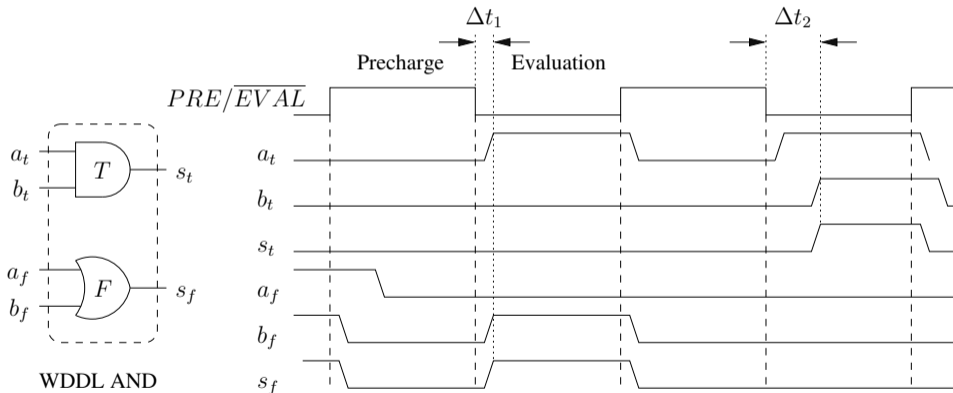 Δt₁
Δt₂
Precharge
Evaluation
PRE/E̅V̅A̅L̅
a_t
b_t
T
s_t
a_f
b_f
F
s_f
WDDL AND
a_t
b_t
s_t
a_f
b_f
s_f